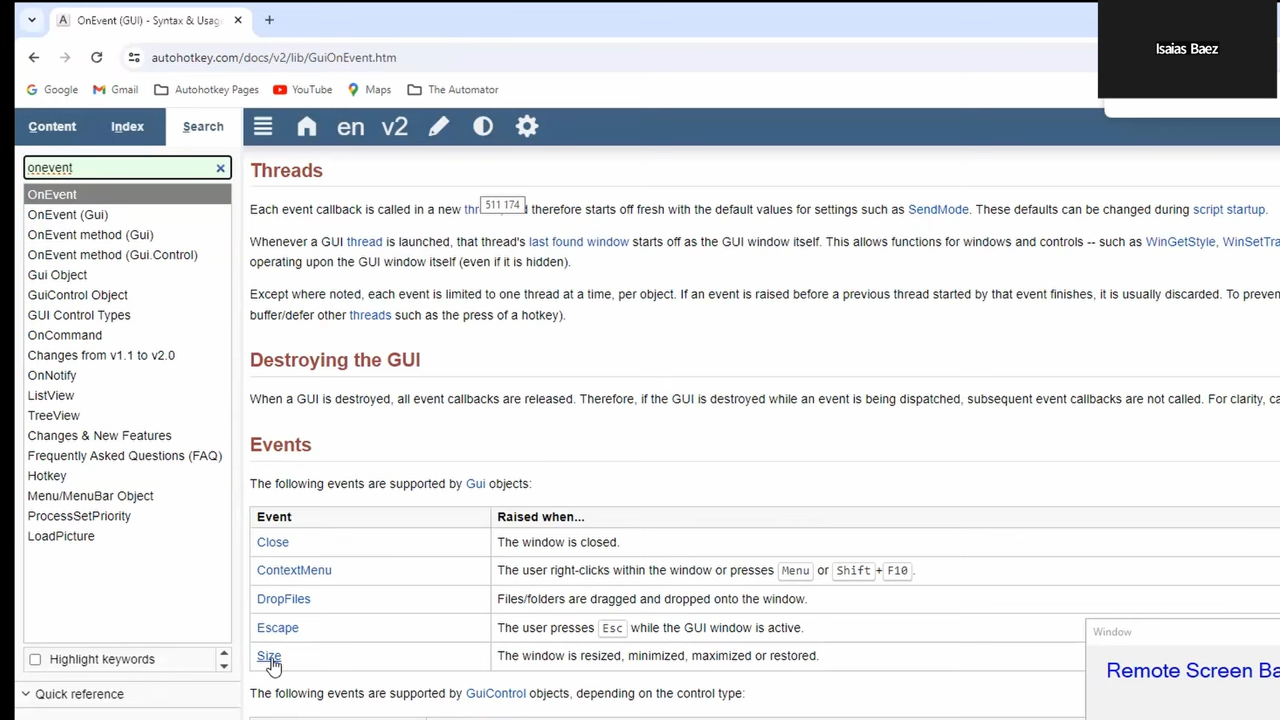 OnEvent (GUI) - Syntax & Usage
autohotkey.com/docs/v2/lib/GuiOnEvent.htm
Isaias Baez
Google Gmail Autohotkey Pages YouTube Maps The Automator
Content Index Search
en v2
onevent
OnEvent
OnEvent (Gui)
OnEvent method (Gui)
OnEvent method (Gui.Control)
Gui Object
GuiControl Object
GUI Control Types
OnCommand
Changes from v1.1 to v2.0
OnNotify
ListView
TreeView
Changes & New Features
Frequently Asked Questions (FAQ)
Hotkey
Menu/MenuBar Object
ProcessSetPriority
LoadPicture
Highlight keywords
Quick reference
Threads
511 174
Each event callback is called in a new therefore starts off fresh with the default values for settings such as SendMode. These defaults can be changed during script startup.
Whenever a GUI thread is launched, that thread's last found window starts off as the GUI window itself. This allows functions for windows and controls -- such as WinGetStyle, WinSetTra
operating upon the GUI window itself (even if it is hidden).
Except where noted, each event is limited to one thread at a time, per object. If an event is raised before a previous thread started by that event finishes, it is usually discarded. To preven
buffer/defer other threads such as the press of a hotkey).
Destroying the GUI
When a GUI is destroyed, all event callbacks are released. Therefore, if the GUI is destroyed while an event is being dispatched, subsequent event callbacks are not called. For clarity, ca
Events
The following events are supported by Gui objects:
Event Raised when...
Close The window is closed.
ContextMenu The user right-clicks within the window or presses Menu or Shift+F10.
DropFiles Files/folders are dragged and dropped onto the window.
Escape The user presses Esc while the GUI window is active.
Size The window is resized, minimized, maximized or restored.
The following events are supported by GuiControl objects, depending on the control type:
Window
Remote Screen Ba